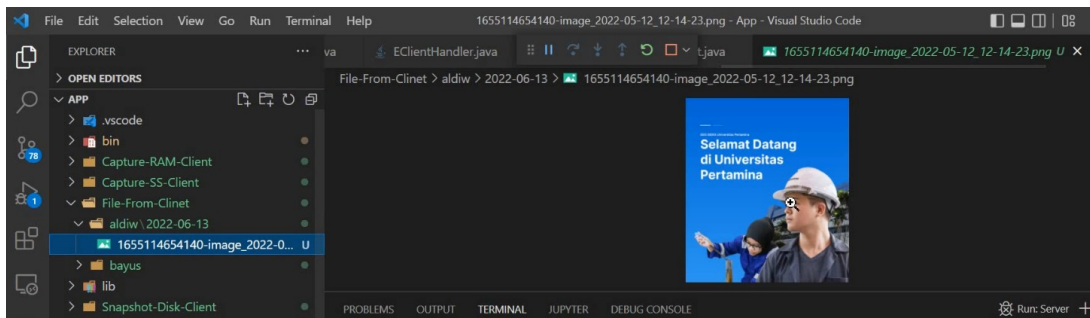 File Edit Selection View Go Run Terminal Help 1655114654140-image_2022-05-12_12-14-23.png - App - Visual Studio Code
EXPLORER
va EClientHandler.java t.java 1655114654140-image_2022-05-12_12-14-23.png U
OPEN EDITORS
File-From-Clinet > aldiw > 2022-06-13 > 1655114654140-image_2022-05-12_12-14-23.png
APP
.vscode
bin
78
Capture-RAM-Client
Capture-SS-Client
1
File-From-Clinet
aldiw\2022-06-13
1655114654140-image_2022-0... U
bayus
lib
Snapshot-Disk-Client
Selamat Datang
di Universitas
Pertamina
PROBLEMS OUTPUT TERMINAL JUPYTER DEBUG CONSOLE Run: Server